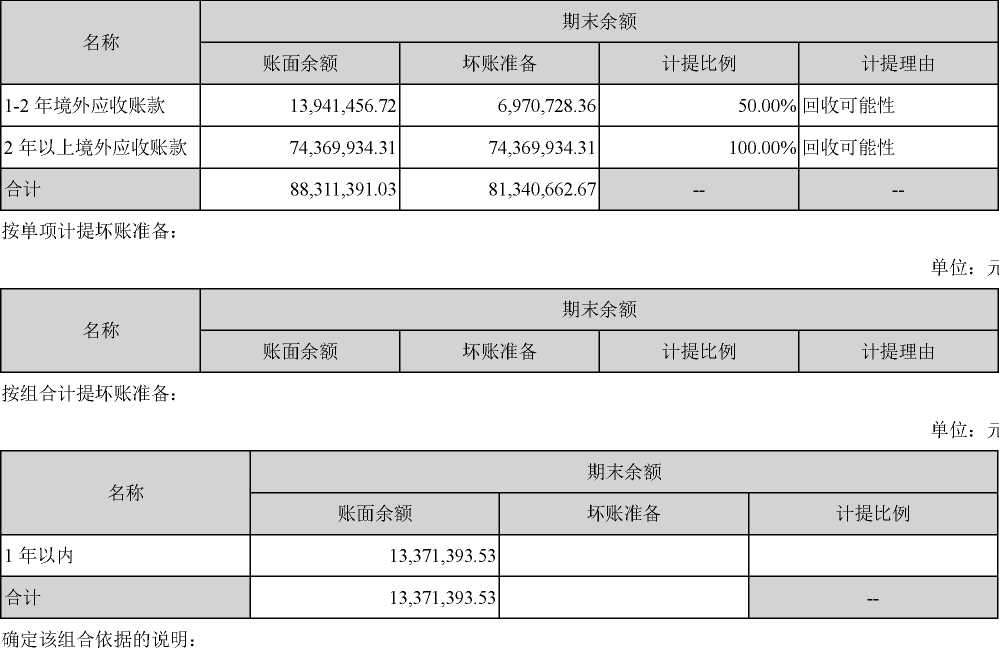 名称 期末余额
账面余额 坏账准备 计提比例 计提理由
1-2 年境外应收账款 13,941,456.72 6,970,728.36 50.00% 回收可能性
2 年以上境外应收账款 74,369,934.31 74,369,934.31 100.00% 回收可能性
合计 88,311,391.03 81,340,662.67 -- --
按单项计提坏账准备：
单位：元
名称 期末余额
账面余额 坏账准备 计提比例 计提理由
按组合计提坏账准备：
单位：元
名称 期末余额
账面余额 坏账准备 计提比例
1 年以内 13,371,393.53
合计 13,371,393.53 --
确定该组合依据的说明：